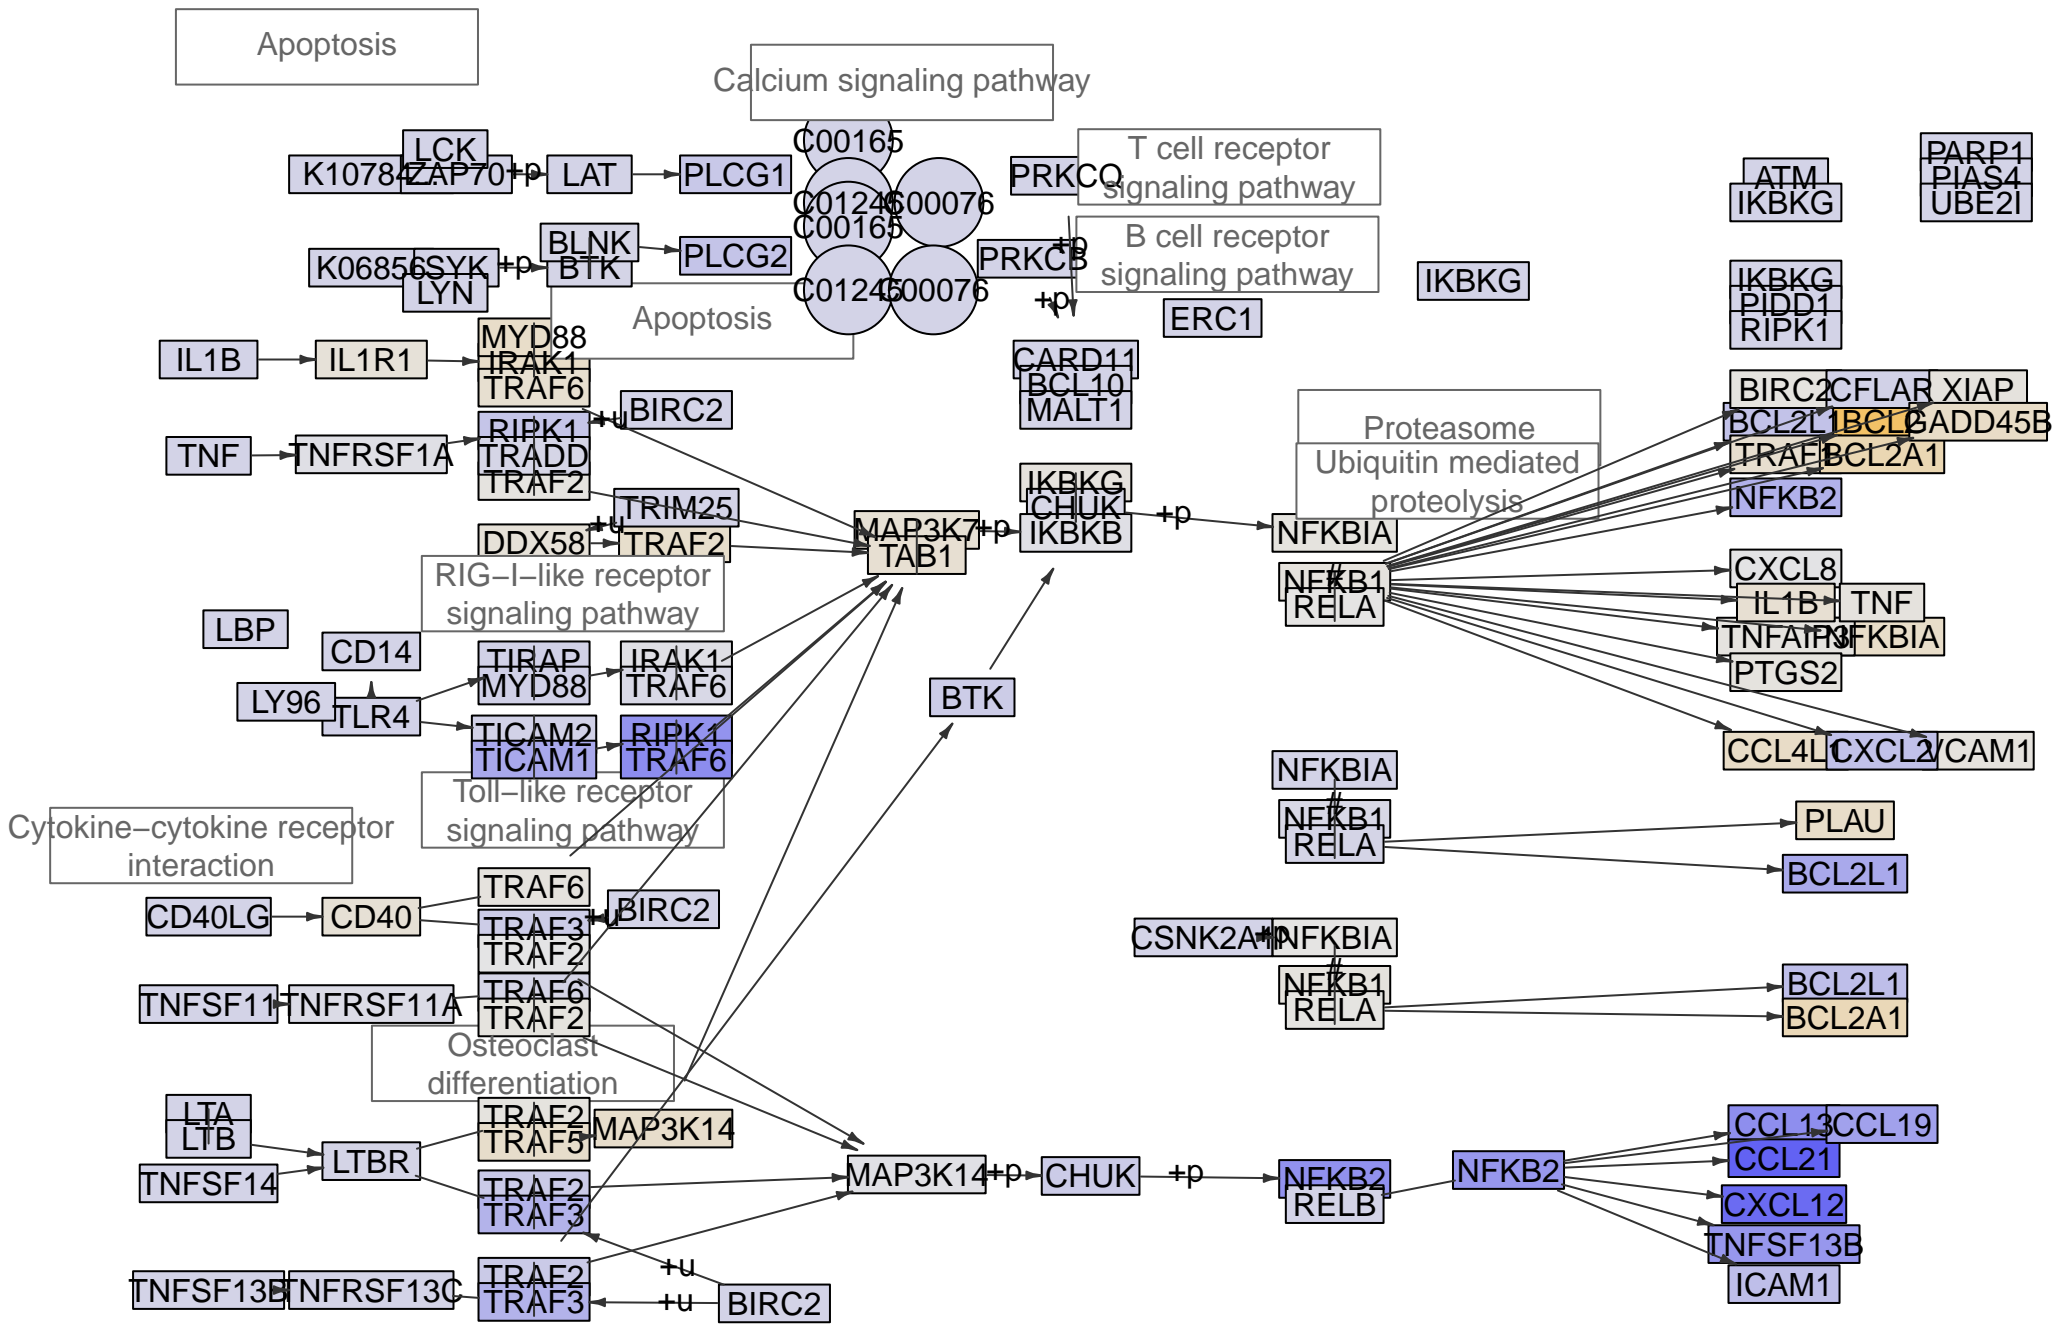 Apoptosis
Calcium signaling pathway
T cell receptor
signaling pathway
B cell receptor
signaling pathway
LCK
K10784
ZAP70
+p
LAT
PLCG1
C00165
C01245
C00076
C00165
C01245
C00076
PRKCQ
+p
PRKCB
+p
K06856
SYK
LYN
+p
BLNK
BTK
PLCG2
Apoptosis
ERC1
IKBKG
ATM
IKBKG
PARP1
PIAS4
UBE2I
IKBKG
PIDD1
RIPK1
IL1B
IL1R1
MYD88
IRAK1
TRAF6
CARD11
BCL10
MALT1
TNF
TNFRSF1A
RIPK1
TRADD
TRAF2
+u
BIRC2
TRIM25
+u
DDX58
TRAF2
RIG−I−like receptor
signaling pathway
MAP3K7
TAB1
+p
IKBKG
CHUK
IKBKB
+p
Proteasome
Ubiquitin mediated
proteolysis
NFKBIA
NFKB1
RELA
BIRC2
CFLAR
XIAP
BCL2L1
BCL2
GADD45B
TRAF1
BCL2A1
NFKB2
CXCL8
IL1B
TNF
TNFAIP3
NFKBIA
PTGS2
CCL4L1
CXCL2
VCAM1
LBP
CD14
LY96
TLR4
TIRAP
MYD88
IRAK1
TRAF6
TICAM2
TICAM1
RIPK1
TRAF6
BTK
Toll−like receptor
signaling pathway
Cytokine−cytokine receptor
interaction
NFKBIA
NFKB1
RELA
PLAU
BCL2L1
CD40LG
CD40
TRAF6
TRAF3
TRAF2
+u
BIRC2
CSNK2A1
+p
NFKBIA
NFKB1
RELA
BCL2L1
BCL2A1
TNFSF11
TNFRSF11A
TRAF6
TRAF2
Osteoclast
differentiation
LTA
LTB
TNFSF14
LTBR
TRAF2
TRAF5
MAP3K14
TRAF2
TRAF3
MAP3K14
+p
CHUK
+p
NFKB2
RELB
NFKB2
CCL13
CCL19
CCL21
CXCL12
TNFSF13B
ICAM1
TNFSF13B
TNFRSF13C
TRAF2
TRAF3
+u
+u
BIRC2